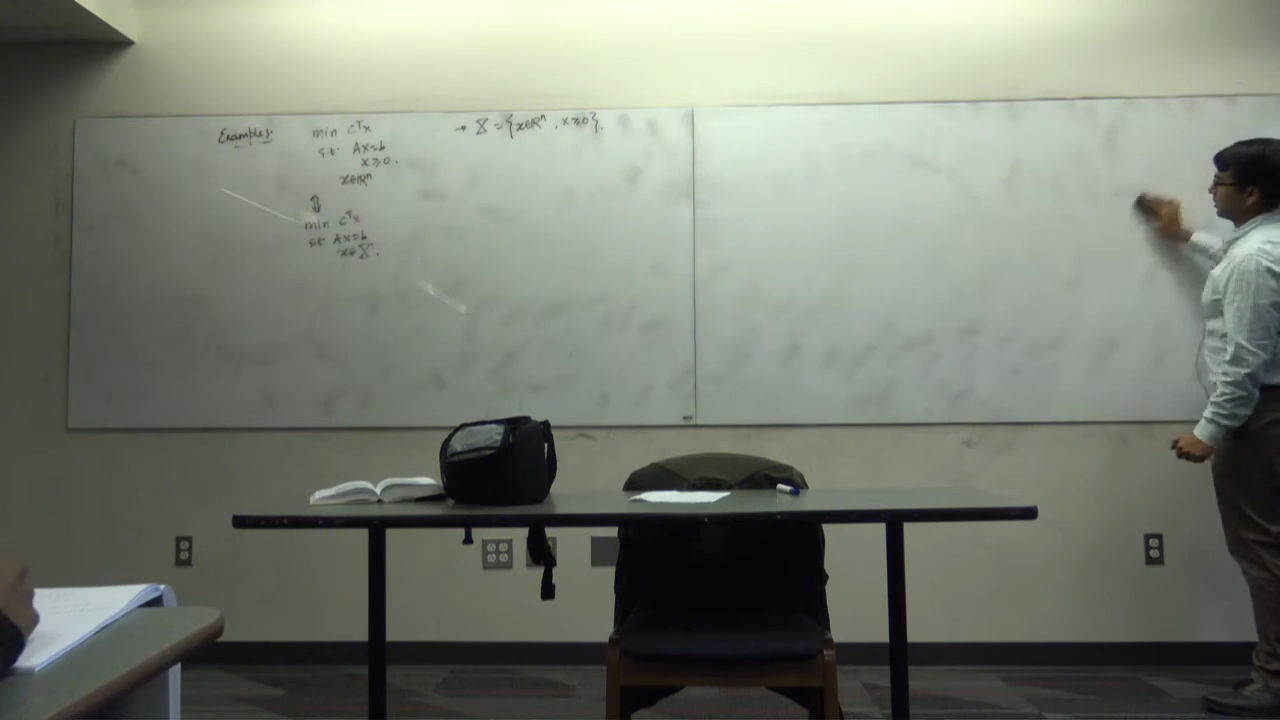 Examples:
min cᵀx
s.t. Ax=b
x≥0.
x∈ℝⁿ
⇕
min cᵀx
st Ax=b
x∈X.
→ X = {x∈ℝⁿ, x≥0}.